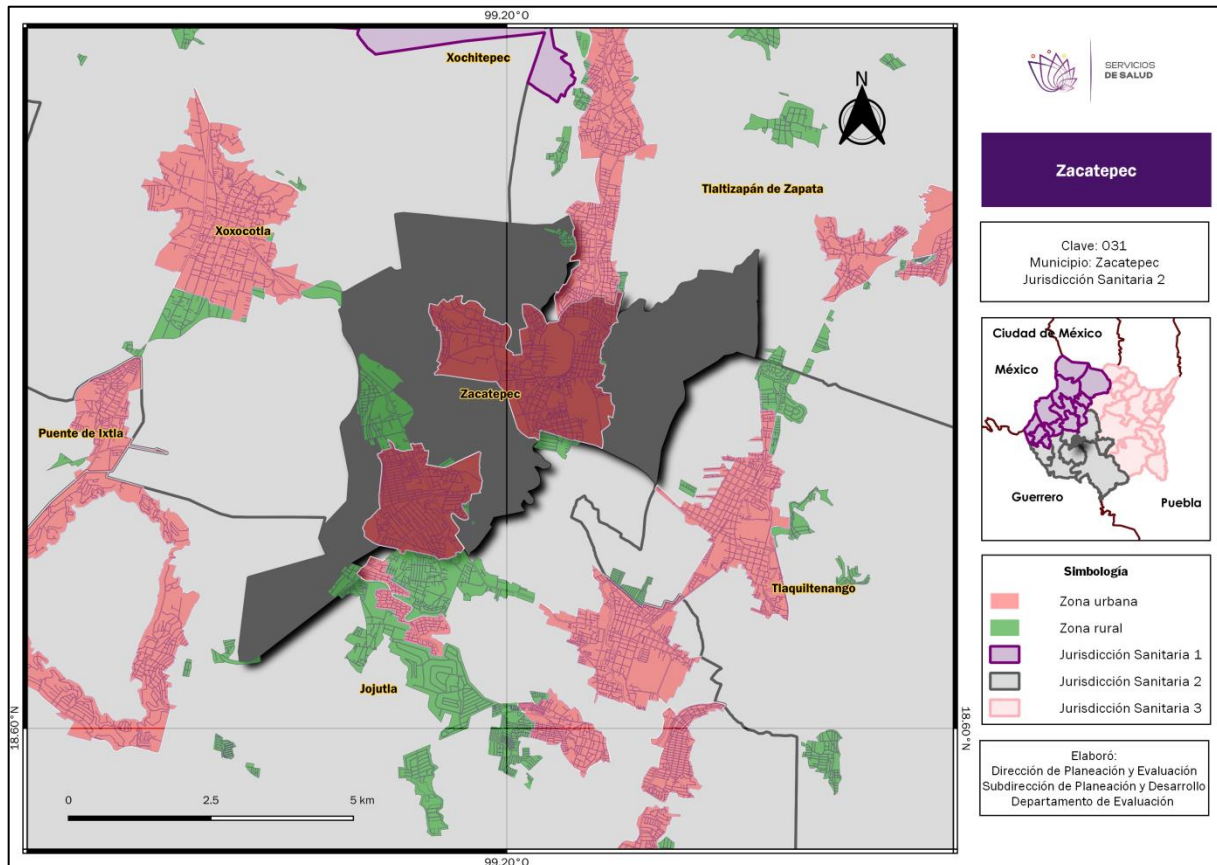 99.20°O
Xochitepec
N
Tlaltizapán de Zapata
Xoxocotla
Zacatepec
Puente de Ixtla
Tlaquiltenango
Jojutla
18.60°N
18.60°N
0 2.5 5 km
99.20°O
SERVICIOS
DE SALUD
Zacatepec
Clave: 031
Municipio: Zacatepec
Jurisdicción Sanitaria 2
Ciudad de México
México
Guerrero
Puebla
Simbología
Zona urbana
Zona rural
Jurisdicción Sanitaria 1
Jurisdicción Sanitaria 2
Jurisdicción Sanitaria 3
Elaboró:
Dirección de Planeación y Evaluación
Subdirección de Planeación y Desarrollo
Departamento de Evaluación